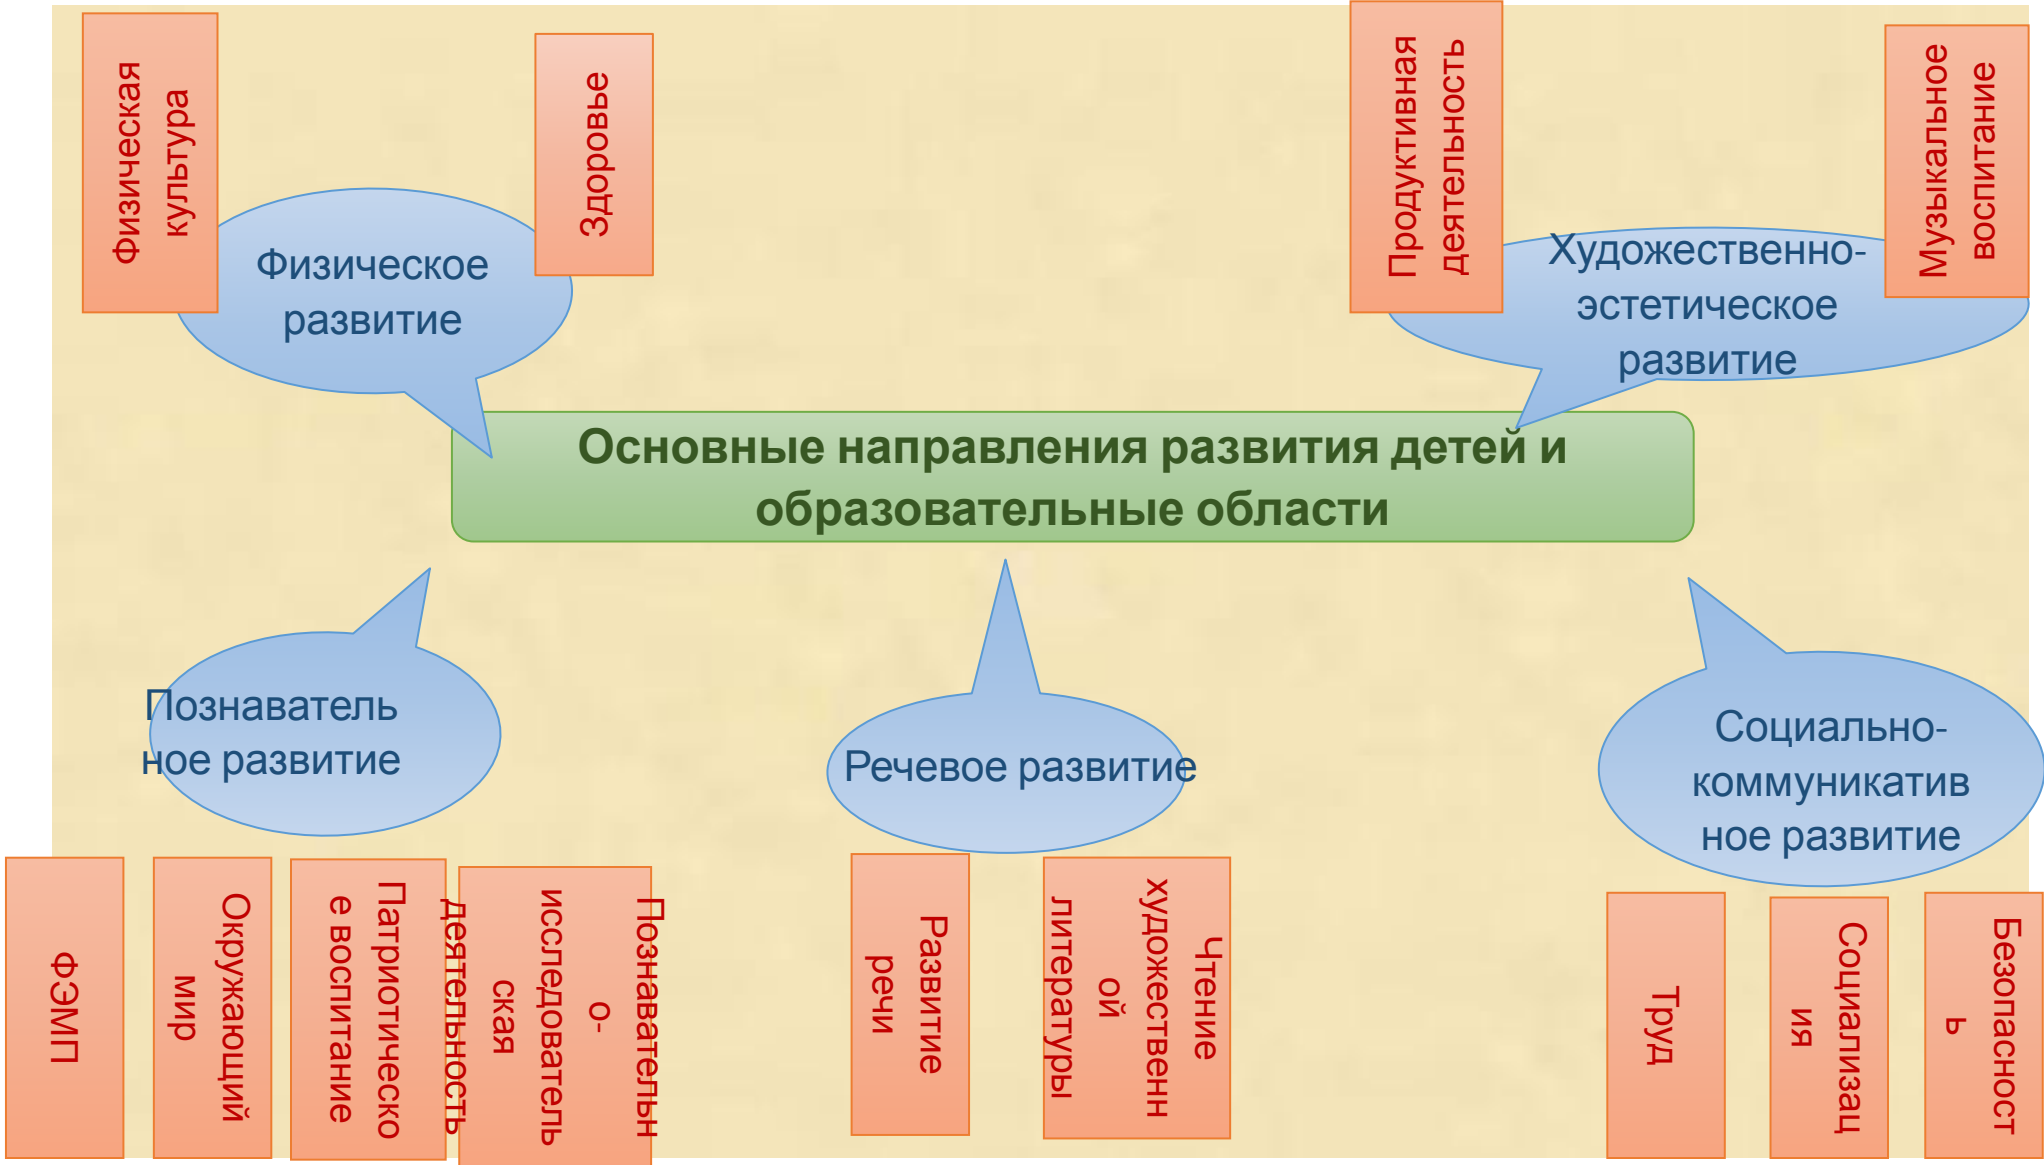 Физическая
культура
Здоровье
Продуктивная
деятельность
Музыкальное
воспитание
Физическое
развитие
Художественно-
эстетическое
развитие
Основные направления развития детей и
образовательные области
Познаватель
ное развитие
Речевое развитие
Социально-
коммуникатив
ное развитие
ФЭМП
Окружающий
мир
Патриотическо
е воспитание
Познавательн
о-
исследователь
ская
деятельность
Развитие
речи
Чтение
художественн
ой
литературы
Труд
Социализац
ия
Безопасност
ь